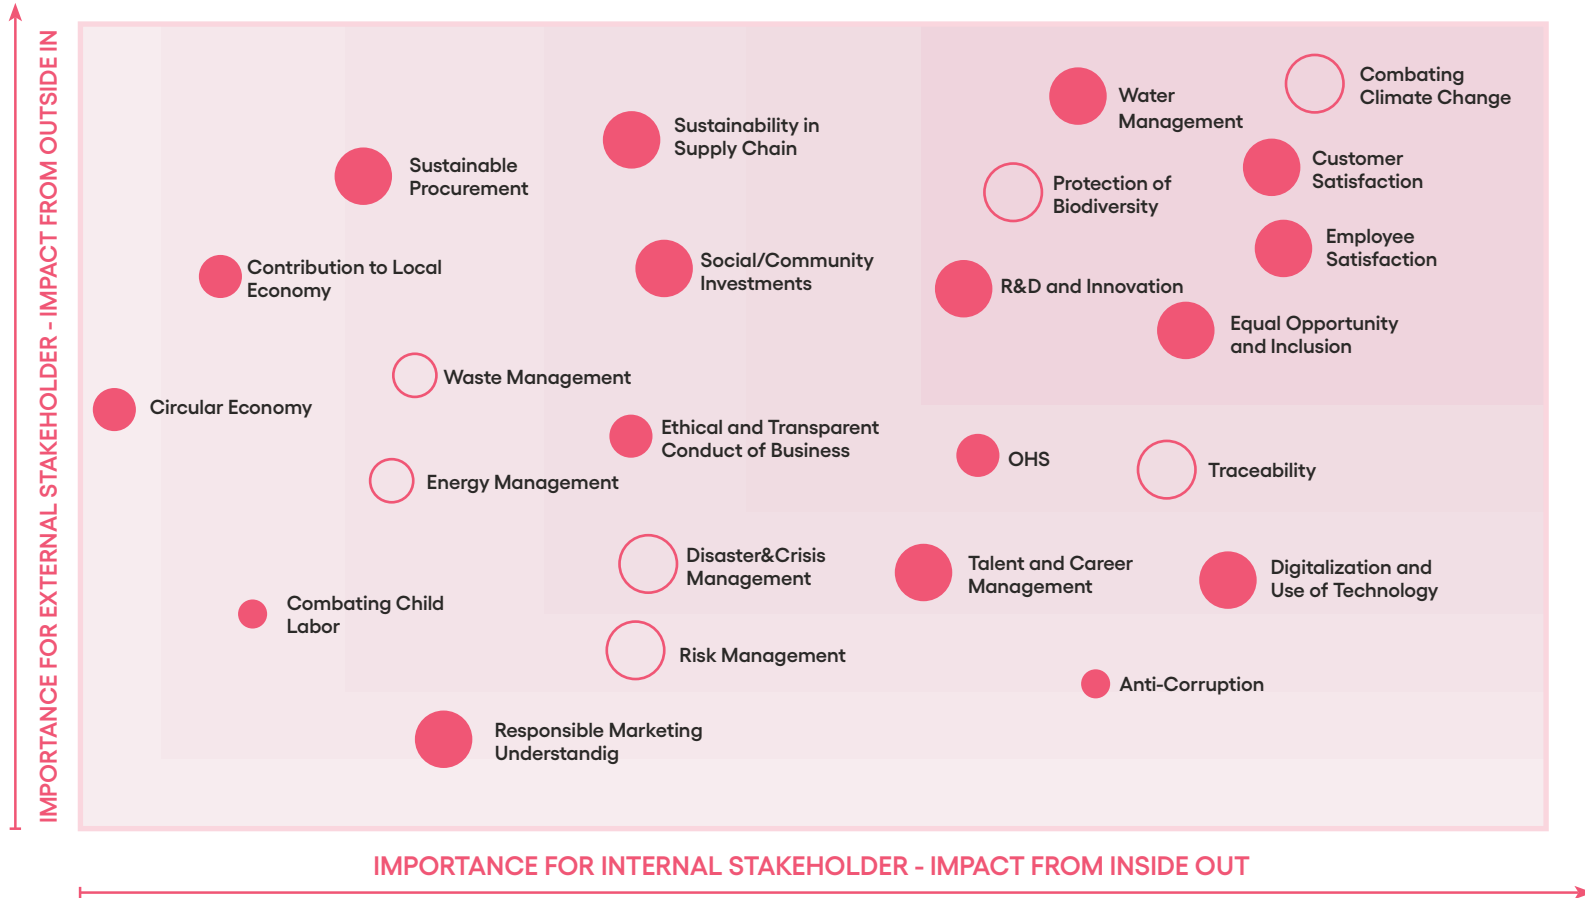 IMPORTANCE FOR EXTERNAL STAKEHOLDER - IMPACT FROM OUTSIDE IN
Combating
Climate Change
Water
Management
Sustainability in
Supply Chain
Customer
Satisfaction
Sustainable
Procurement
Protection of
Biodiversity
Employee
Satisfaction
Social/Community
Investments
Contribution to Local
Economy
R&D and Innovation
Equal Opportunity
and Inclusion
Waste Management
Circular Economy
Ethical and Transparent
Conduct of Business
OHS
Traceability
Energy Management
Disaster&Crisis
Management
Talent and Career
Management
Digitalization and
Use of Technology
Combating Child
Labor
Risk Management
Anti-Corruption
Responsible Marketing
Understandig
IMPORTANCE FOR INTERNAL STAKEHOLDER - IMPACT FROM INSIDE OUT